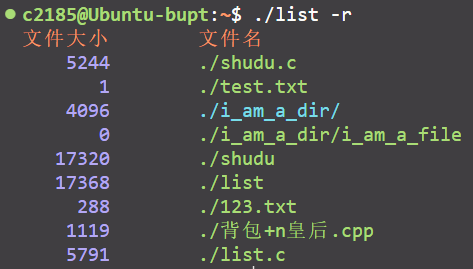 c2185@Ubuntu-bupt:~$ ./list -r
文件大小 文件名
5244 ./shudu.c
1 ./test.txt
4096 ./i_am_a_dir/
0 ./i_am_a_dir/i_am_a_file
17320 ./shudu
17368 ./list
288 ./123.txt
1119 ./背包+n皇后.cpp
5791 ./list.c